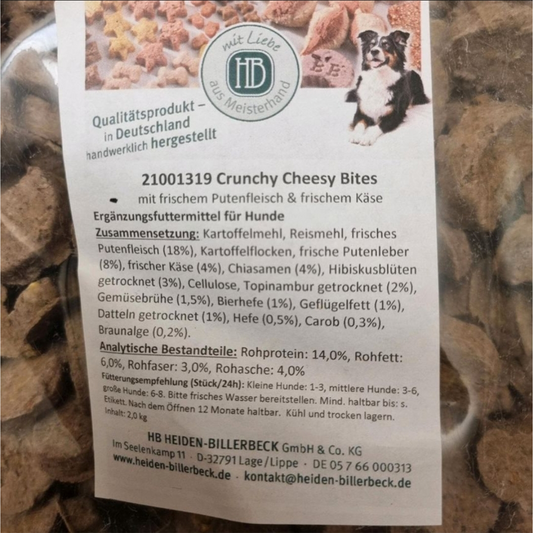 mit Liebe
HB
aus Meisterhand
Qualitätsprodukt –
in Deutschland
handwerklich hergestellt
21001319 Crunchy Cheesy Bites
mit frischem Putenfleisch & frischem Käse
Ergänzungsfuttermittel für Hunde
Zusammensetzung: Kartoffelmehl, Reismehl, frisches
Putenfleisch (18%), Kartoffelflocken, frische Putenleber
(8%), frischer Käse (4%), Chiasamen (4%), Hibiskusblüten
getrocknet (3%), Cellulose, Topinambur getrocknet (2%),
Gemüsebrühe (1,5%), Bierhefe (1%), Geflügelfett (1%),
Datteln getrocknet (1%), Hefe (0,5%), Carob (0,3%),
Braunalge (0,2%).
Analytische Bestandteile: Rohprotein: 14,0%, Rohfett:
6,0%, Rohfaser: 3,0%, Rohasche: 4,0%
Fütterungsempfehlung (Stück/24h): Kleine Hunde: 1-3, mittlere Hunde: 3-6,
große Hunde: 6-8. Bitte frisches Wasser bereitstellen. Mind. haltbar bis: s.
Etikett. Nach dem Öffnen 12 Monate haltbar. Kühl und trocken lagern.
Inhalt: 2,0 kg
HB HEIDEN-BILLERBECK GmbH & Co. KG
Im Seelenkamp 11 · D-32791 Lage/Lippe · DE 05 7 66 000313
www.heiden-billerbeck.de · kontakt@heiden-billerbeck.de